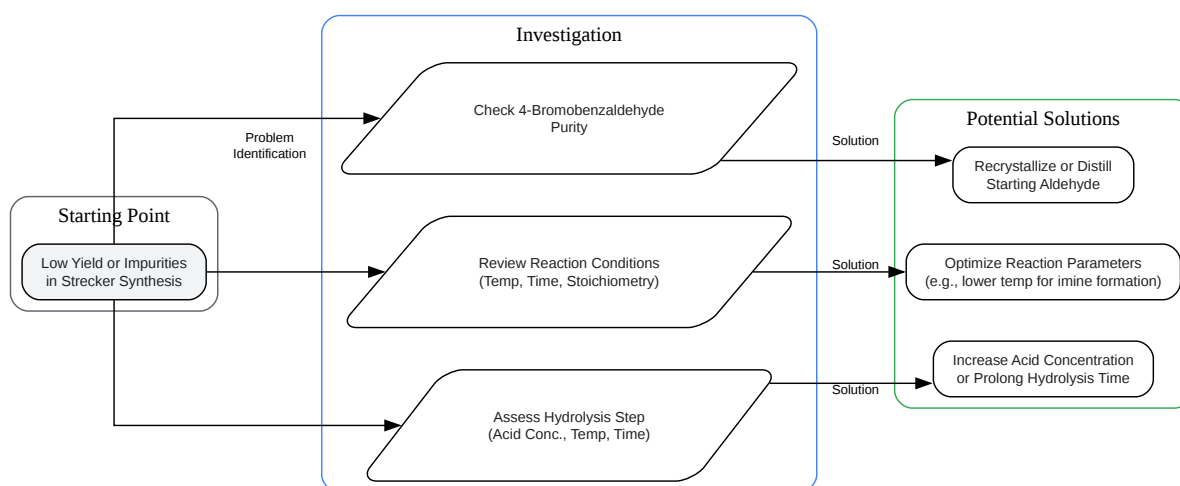 Investigation
Check 4-Bromobenzaldehyde
Purity
Problem
Identification
Solution
Potential Solutions
Recrystallize or Distill
Starting Aldehyde
Starting Point
Low Yield or Impurities
in Strecker Synthesis
Review Reaction Conditions
(Temp, Time, Stoichiometry)
Solution
Optimize Reaction Parameters
(e.g., lower temp for imine formation)
Assess Hydrolysis Step
(Acid Conc., Temp, Time)
Solution
Increase Acid Concentration
or Prolong Hydrolysis Time